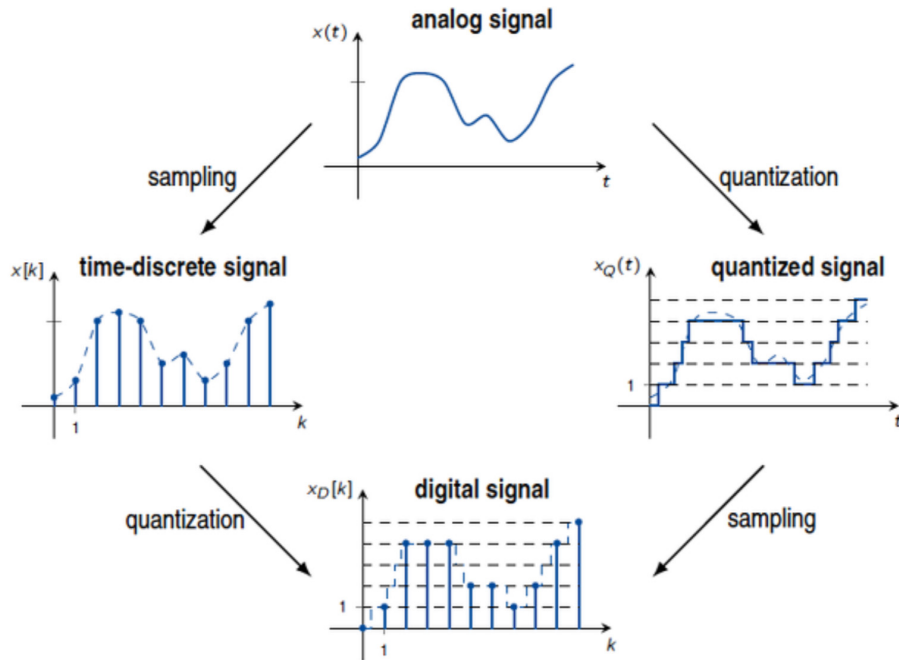 analog signal
x(t)
t
sampling
quantization
time-discrete signal
x[k]
1
k
quantized signal
x_Q(t)
1
t
quantization
sampling
digital signal
x_D[k]
1
1
k